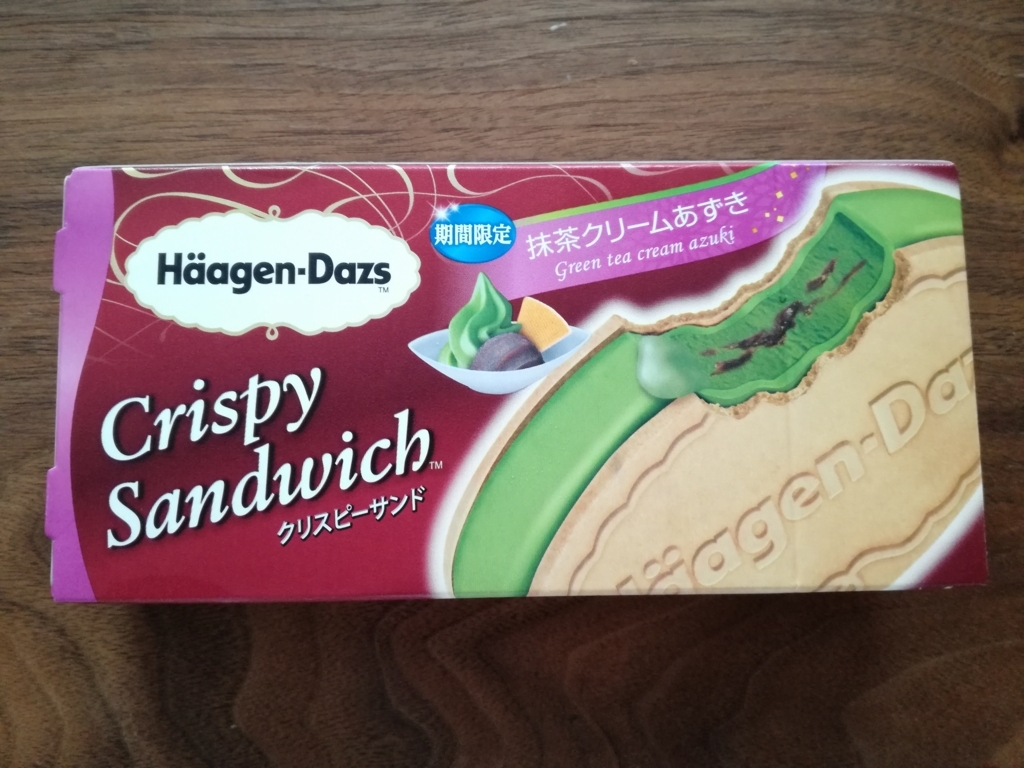 Häagen-Dazs
TM
期間限定
抹茶クリームあずき
Green tea cream azuki
Crispy
Sandwich
TM
クリスピーサンド
Häagen-Da